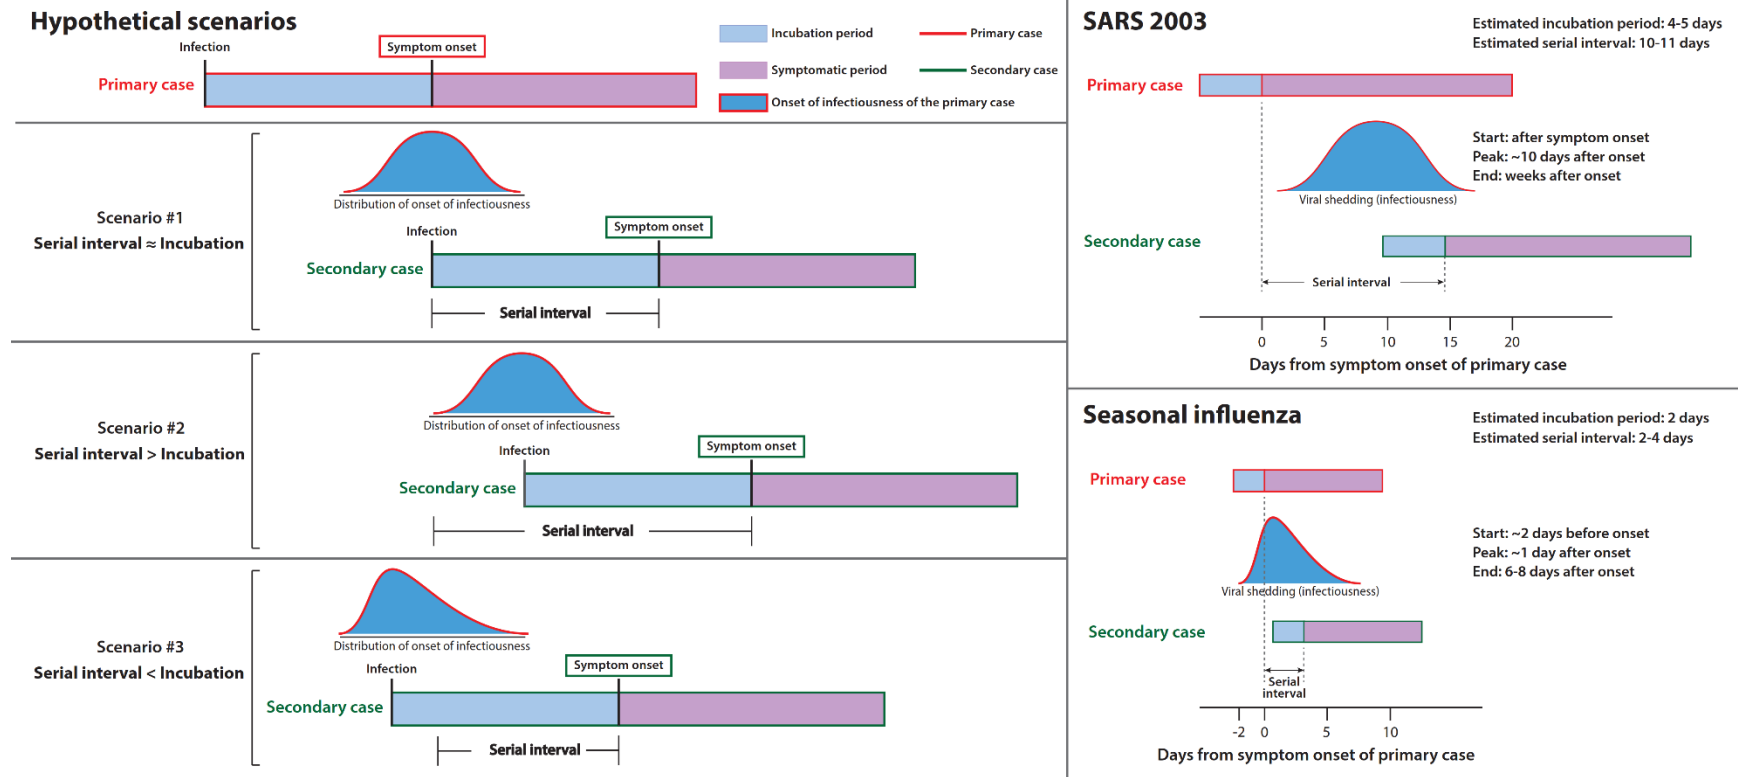 Hypothetical scenarios
Infection
Symptom onset
Primary case
Incubation period
Primary case
Symptomatic period
Secondary case
Onset of infectiousness of the primary case
Scenario #1
Serial interval ≈ Incubation
Distribution of onset of infectiousness
Infection
Symptom onset
Secondary case
Serial interval
Scenario #2
Serial interval > Incubation
Distribution of onset of infectiousness
Infection
Symptom onset
Secondary case
Serial interval
Scenario #3
Serial interval < Incubation
Distribution of onset of infectiousness
Infection
Symptom onset
Secondary case
Serial interval
SARS 2003
Estimated incubation period: 4-5 days
Estimated serial interval: 10-11 days
Primary case
Start: after symptom onset
Peak: ~10 days after onset
End: weeks after onset
Viral shedding (infectiousness)
Secondary case
Serial interval
0 5 10 15 20
Days from symptom onset of primary case
Seasonal influenza
Estimated incubation period: 2 days
Estimated serial interval: 2-4 days
Primary case
Start: ~2 days before onset
Peak: ~1 day after onset
End: 6-8 days after onset
Viral shedding (infectiousness)
Secondary case
Serial
interval
-2 0 5 10
Days from symptom onset of primary case